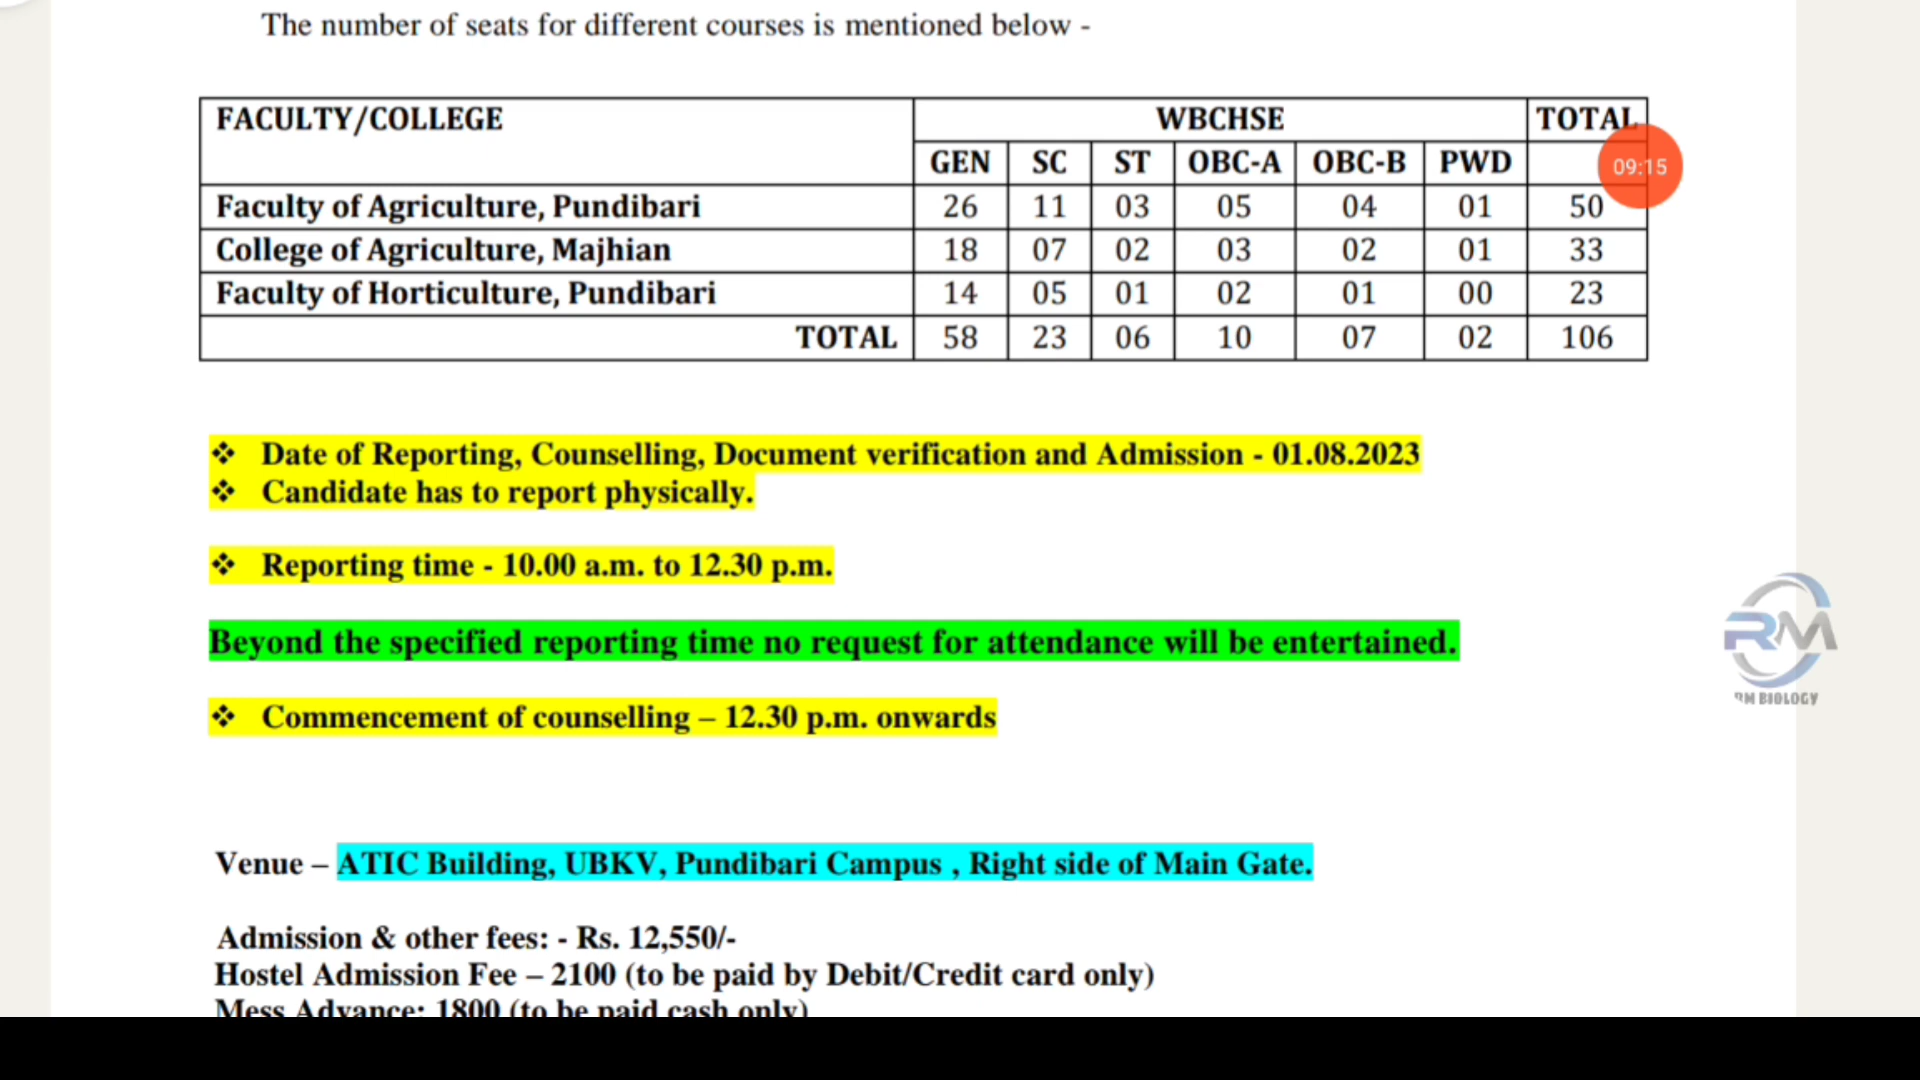 The number of seats for different courses is mentioned below -
FACULTY/COLLEGE WBCHSE TOTAL
GEN SC ST OBC-A OBC-B PWD
09:15
Faculty of Agriculture, Pundibari 26 11 03 05 04 01 50
College of Agriculture, Majhian 18 07 02 03 02 01 33
Faculty of Horticulture, Pundibari 14 05 01 02 01 00 23
TOTAL 58 23 06 10 07 02 106
❖ Date of Reporting, Counselling, Document verification and Admission - 01.08.2023
❖ Candidate has to report physically.
❖ Reporting time - 10.00 a.m. to 12.30 p.m.
Beyond the specified reporting time no request for attendance will be entertained.
RM
RM BIOLOGY
❖ Commencement of counselling – 12.30 p.m. onwards
Venue – ATIC Building, UBKV, Pundibari Campus , Right side of Main Gate.
Admission & other fees: - Rs. 12,550/-
Hostel Admission Fee – 2100 (to be paid by Debit/Credit card only)
Mess Advance: 1800 (to be paid cash only)